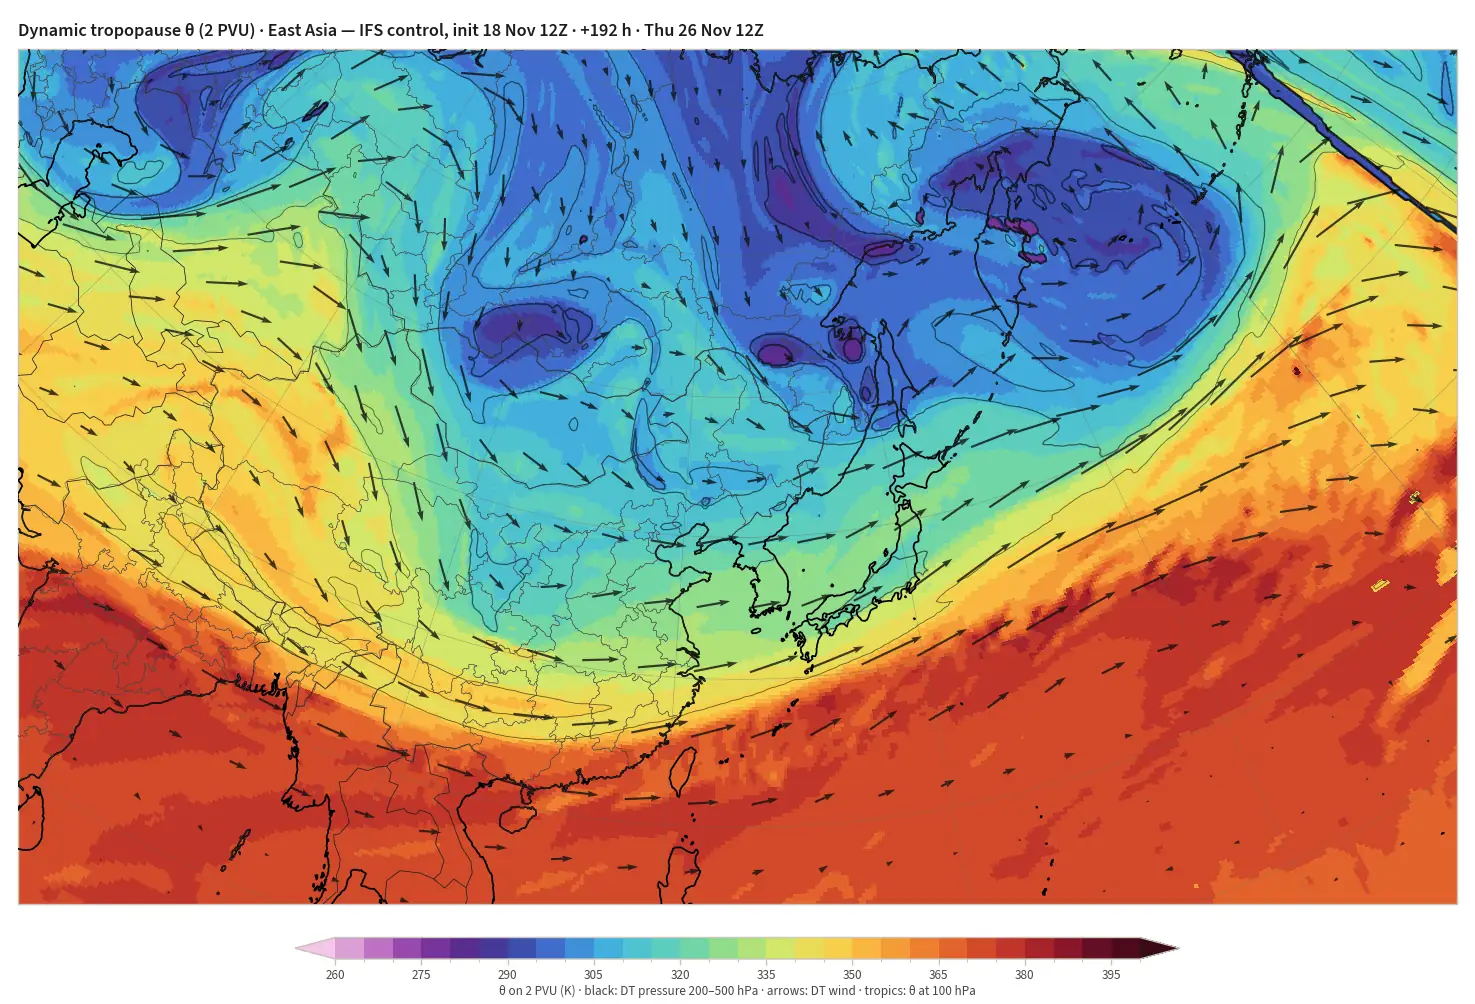 Dynamic tropopause θ (2 PVU) · East Asia — IFS control, init 18 Nov 12Z · +192 h · Thu 26 Nov 12Z
260 275 290 305 320 335 350 365 380 395
θ on 2 PVU (K) · black: DT pressure 200–500 hPa · arrows: DT wind · tropics: θ at 100 hPa